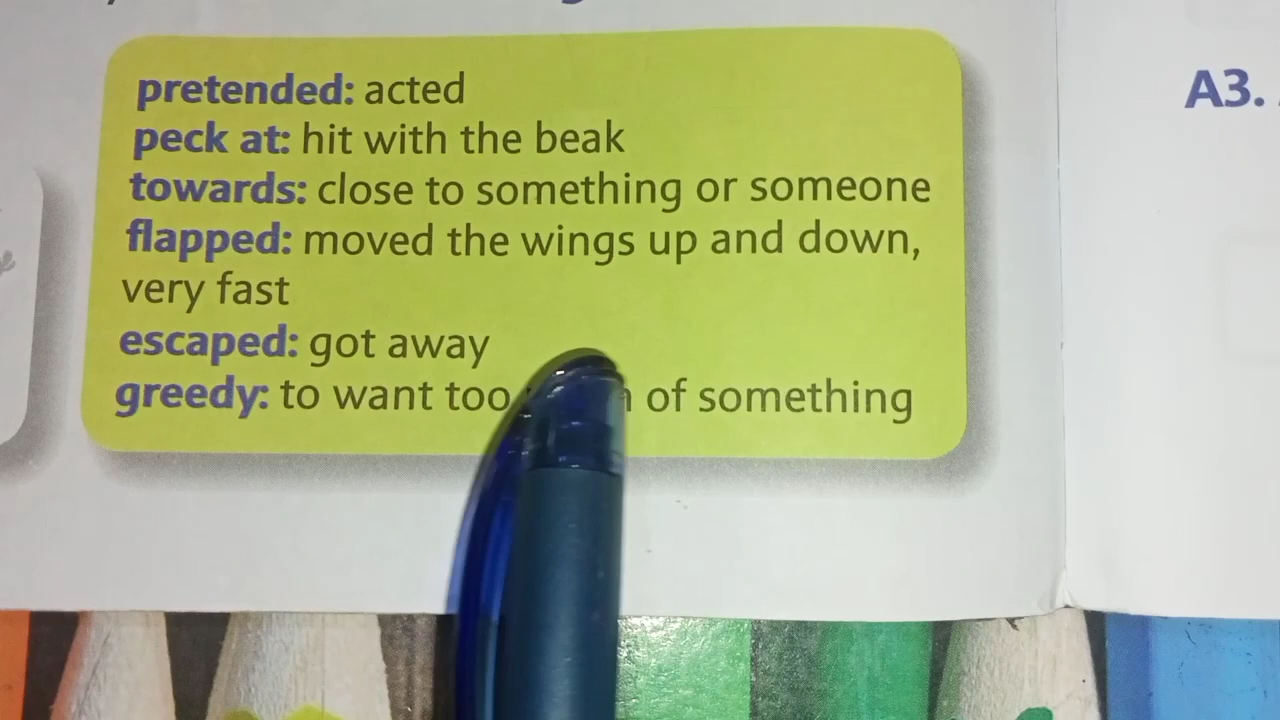 pretended: acted
peck at: hit with the beak
towards: close to something or someone
flapped: moved the wings up and down,
very fast
escaped: got away
greedy: to want too of something
A3.